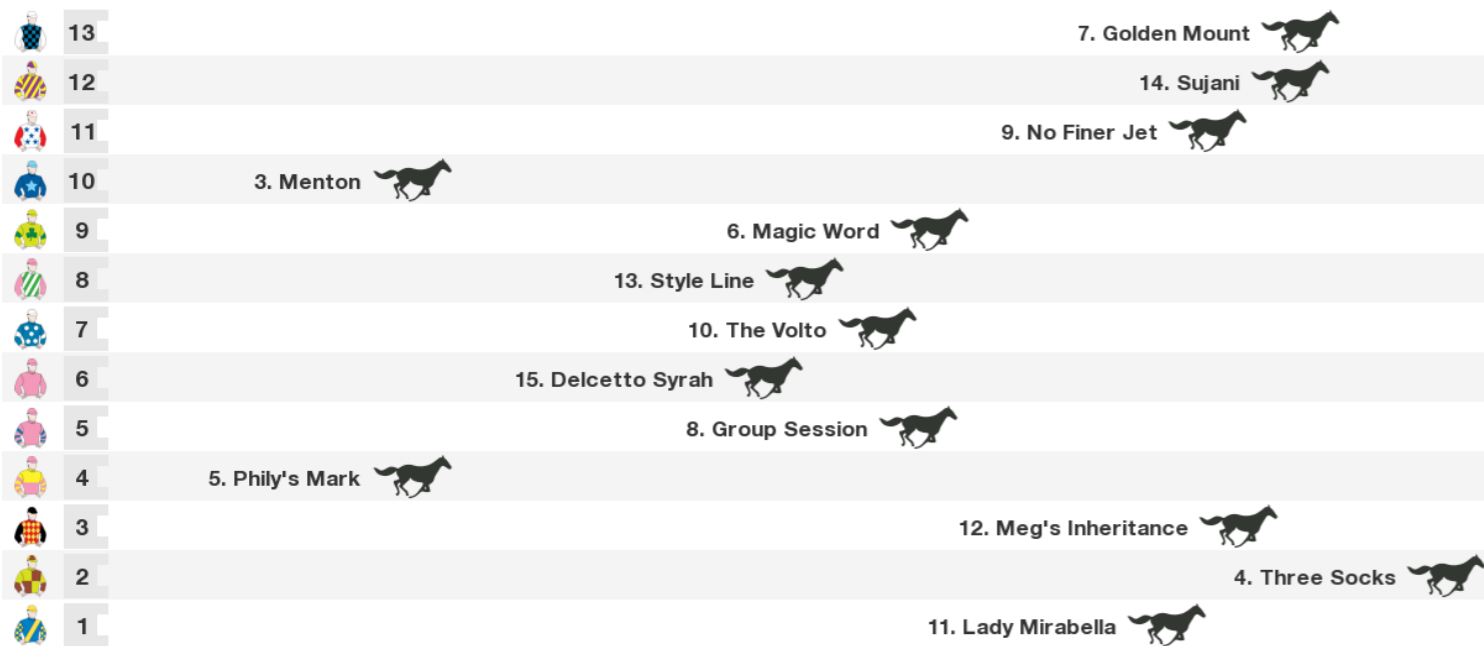 13 7. Golden Mount
12 14. Sujani
11 9. No Finer Jet
10 3. Menton
9 6. Magic Word
8 13. Style Line
7 10. The Volto
6 15. Delcetto Syrah
5 8. Group Session
4 5. Phily's Mark
3 12. Meg's Inheritance
2 4. Three Socks
1 11. Lady Mirabella